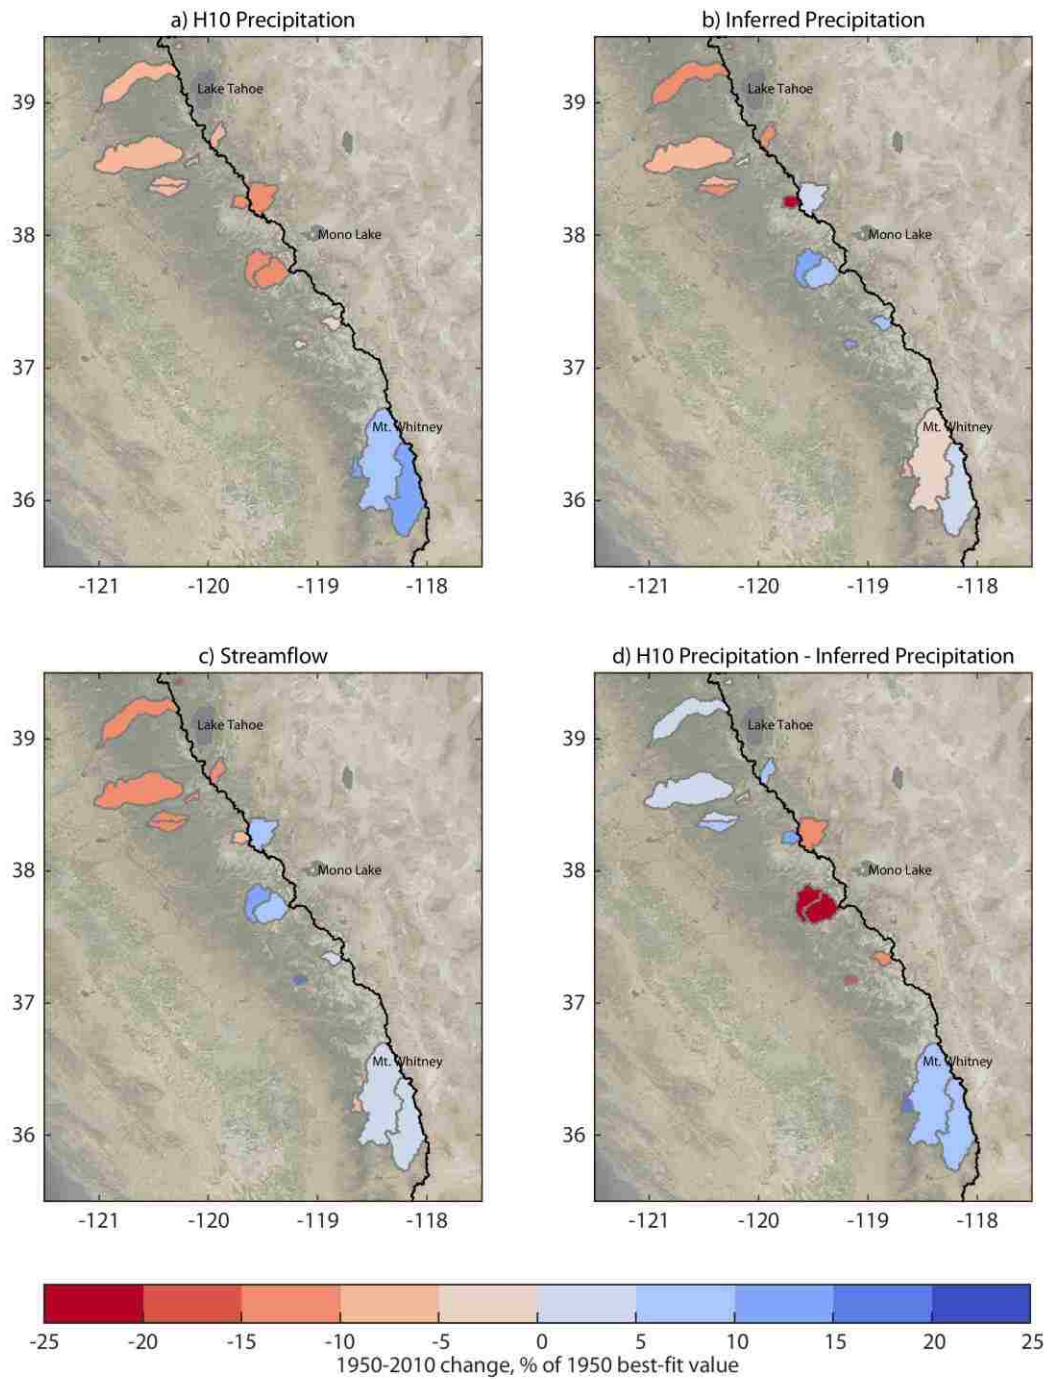 a) H10 Precipitation
b) Inferred Precipitation
39
38
37
36
Lake Tahoe
Mono Lake
Mt. Whitney
-121 -120 -119 -118
39
38
37
36
Lake Tahoe
Mono Lake
Mt. Whitney
-121 -120 -119 -118
c) Streamflow
d) H10 Precipitation - Inferred Precipitation
39
38
37
36
Lake Tahoe
Mono Lake
Mt. Whitney
-121 -120 -119 -118
39
38
37
36
Lake Tahoe
Mono Lake
Mt. Whitney
-121 -120 -119 -118
-25 -20 -15 -10 -5 0 5 10 15 20 25
1950-2010 change, % of 1950 best-fit value